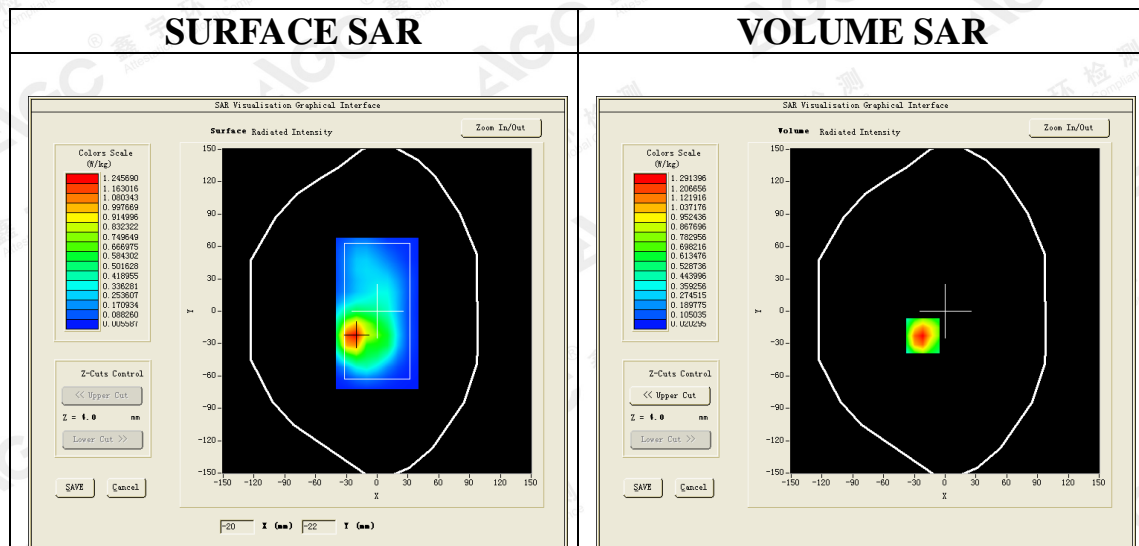 SURFACE SAR
VOLUME SAR
SAR Visualisation Graphical Interface
Surface Radiated Intensity
Zoom In/Out
Colors Scale
(W/kg)
1.245690
1.163016
1.080343
0.997669
0.914996
0.832322
0.749649
0.666975
0.584302
0.501628
0.418955
0.336281
0.253607
0.170934
0.088260
0.005587
Z-Cuts Control
<< Upper Cut
Z = 4.0 mm
Lower Cut >>
SAVE
Cancel
150
120
90
60
30
0
-30
-60
-90
-120
-150
Y
-150 -120 -90 -60 -30 0 30 60 90 120 150
X
-20 X (mm) -22 Y (mm)
SAR Visualisation Graphical Interface
Volume Radiated Intensity
Zoom In/Out
Colors Scale
(W/kg)
1.291396
1.206656
1.121916
1.037176
0.952436
0.867696
0.782956
0.698216
0.613476
0.528736
0.443996
0.359256
0.274515
0.189775
0.105035
0.020295
Z-Cuts Control
<< Upper Cut
Z = 4.0 mm
Lower Cut >>
SAVE
Cancel
150
120
90
60
30
0
-30
-60
-90
-120
-150
Y
-150 -120 -90 -60 -30 0 30 60 90 120 150
X